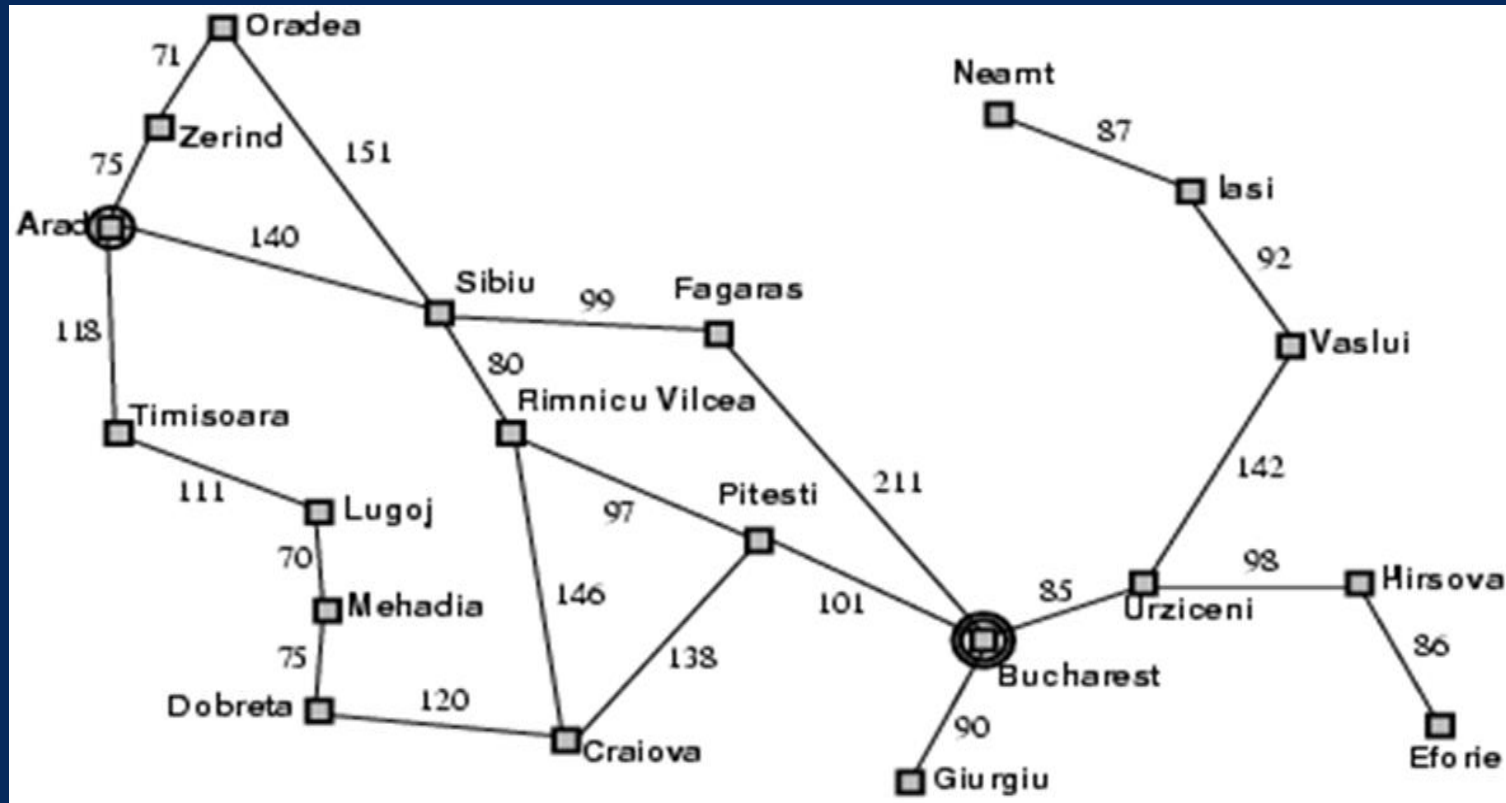 Oradea
71
Neamt
Zerind
87
151
75
Iasi
Arad
140
92
Sibiu
Fagaras
99
118
Vaslui
80
Rimnicu Vilcea
Timisoara
142
211
111
Pitesti
Lugoj
97
70
98
Hirsova
146
101
85
Mehadia
Urziceni
138
86
75
Bucharest
Dobreta
120
90
Craiova
Eforie
Giurgiu